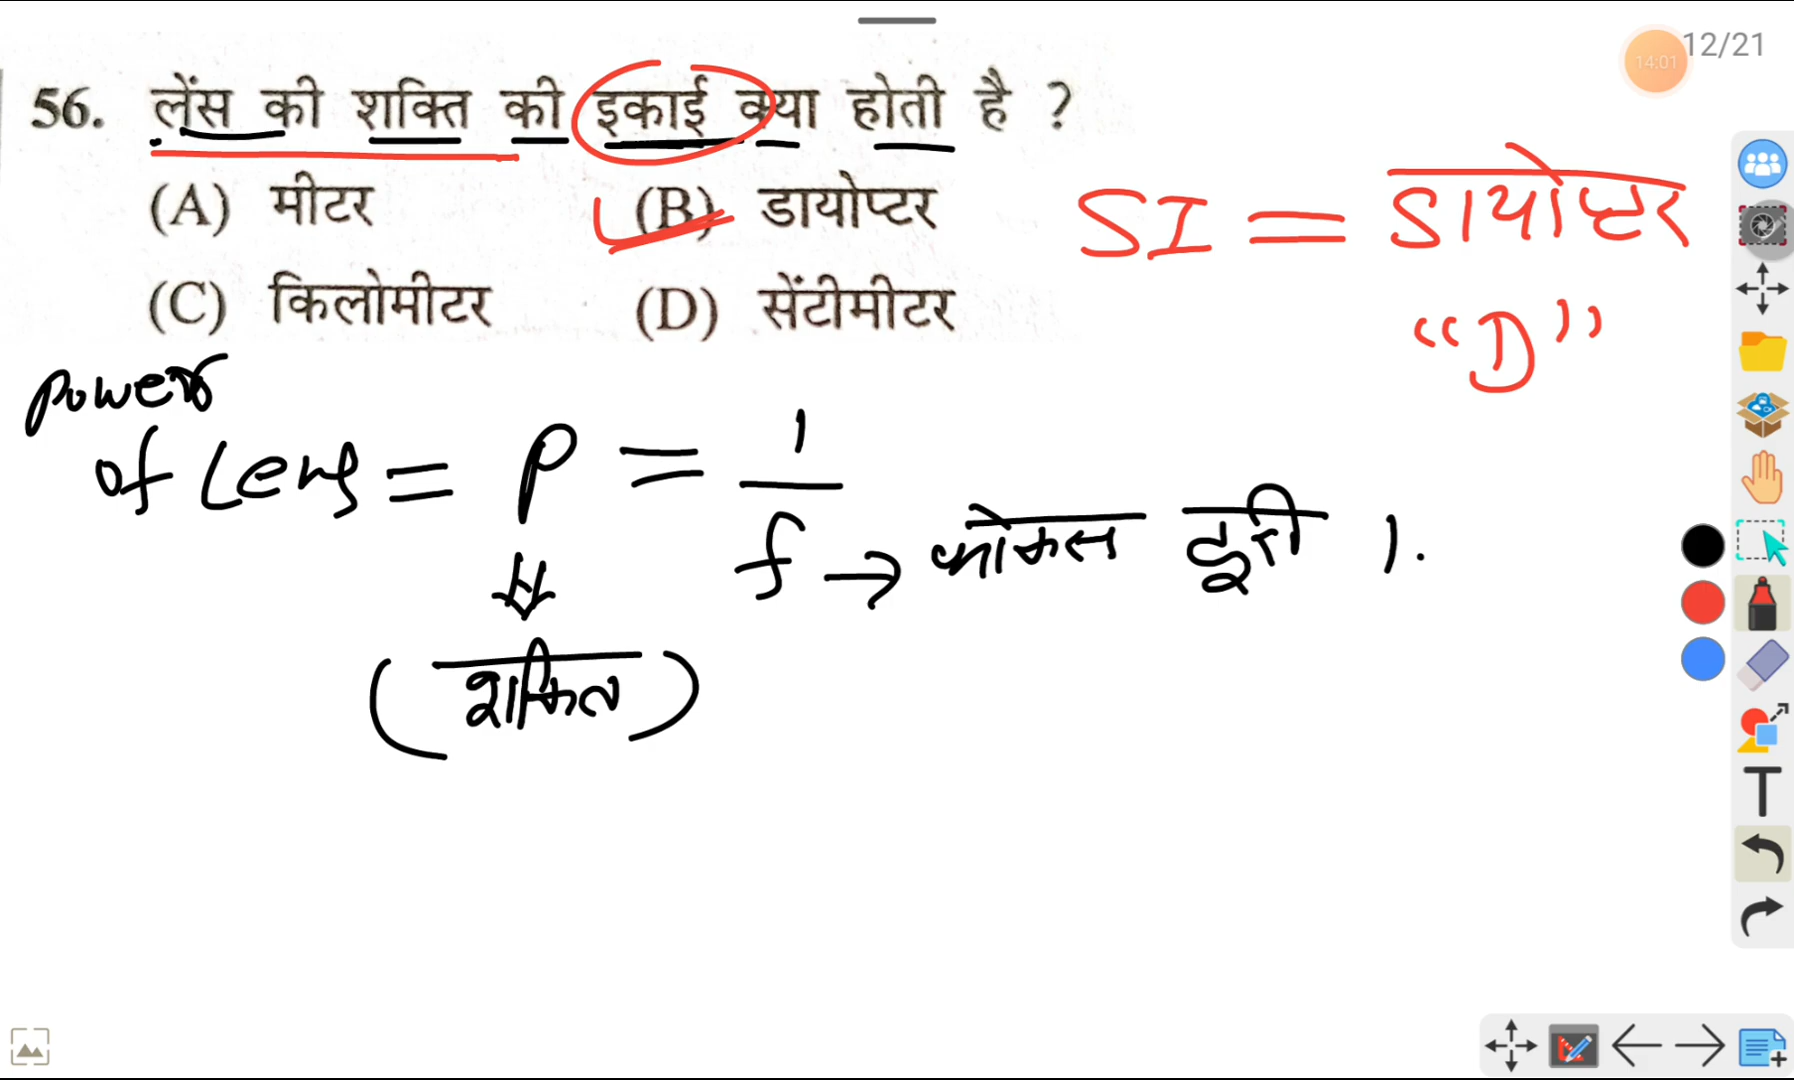 12/21
14:01
56. लेंस की शक्ति की इकाई क्या होती है ?
(A) मीटर (B) डायोप्टर
(C) किलोमीटर (D) सेंटीमीटर
SI = डायोप्टर
“D”
Power
of Lens = P = 1
f → फोकस दूरी ।.
(शक्ति)
T